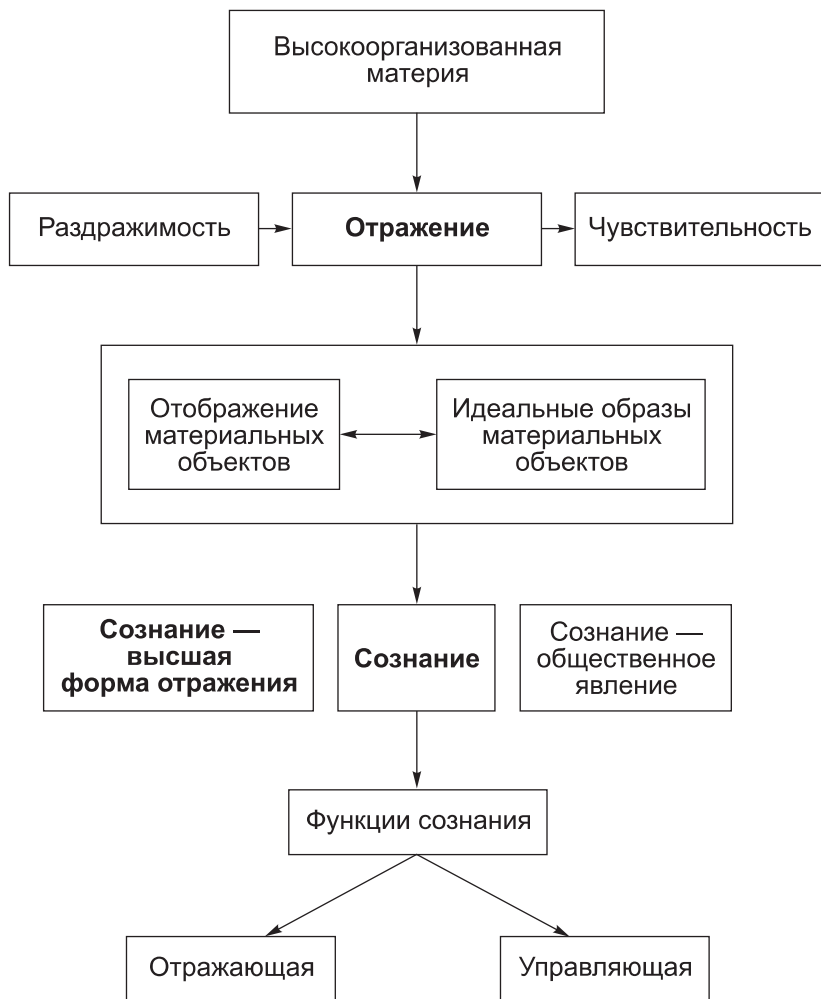 Высокоорганизованная
материя
Раздражимость
Отражение
Чувствительность
Отображение
материальных
объектов
Идеальные образы
материальных
объектов
Сознание —
высшая
форма отражения
Сознание
Сознание —
общественное
явление
Функции сознания
Отражающая
Управляющая